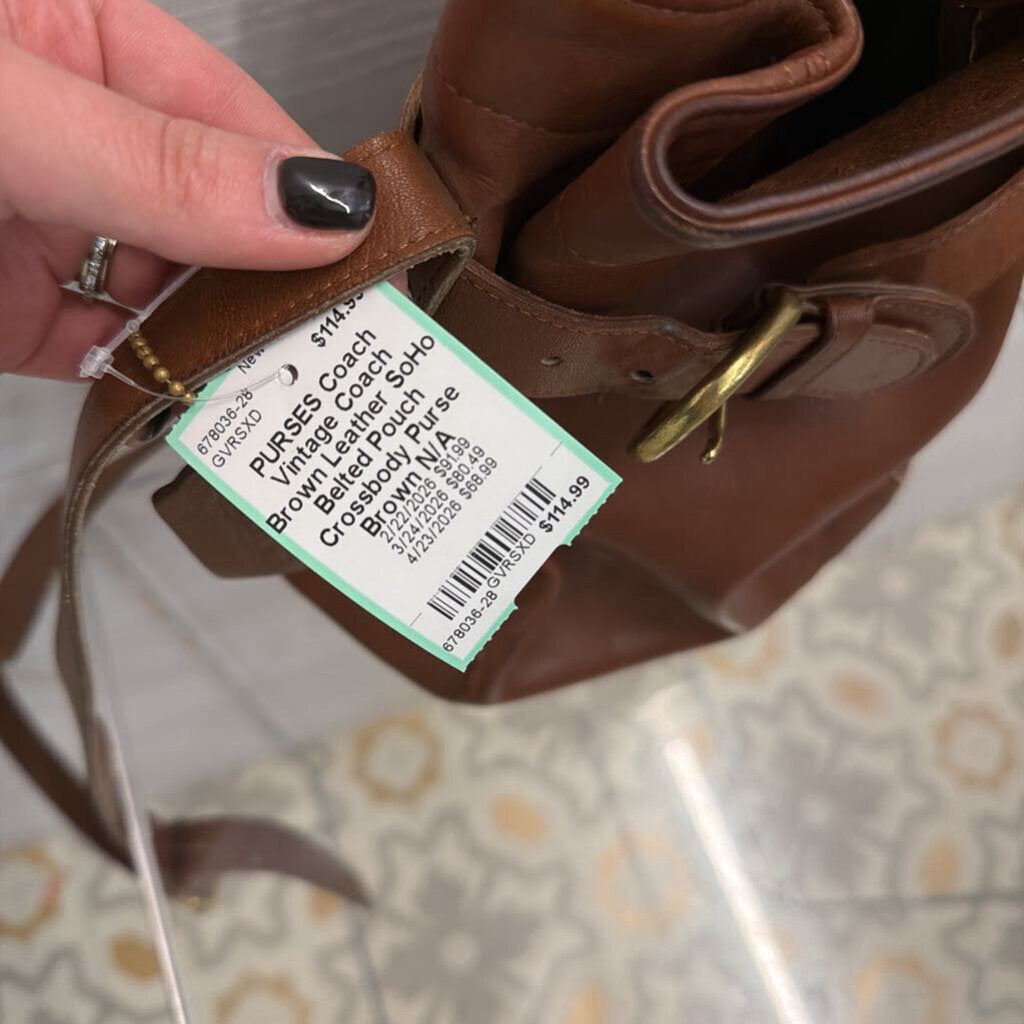 New
$114.99
678036-28
GVRSXD
PURSES Coach
Vintage Coach
Brown Leather SoHo
Belted Pouch
Crossbody Purse
Brown N/A
2/22/2026 $91.99
3/24/2026 $80.49
4/23/2026 $68.99
678036-28 GVRSXD $114.99